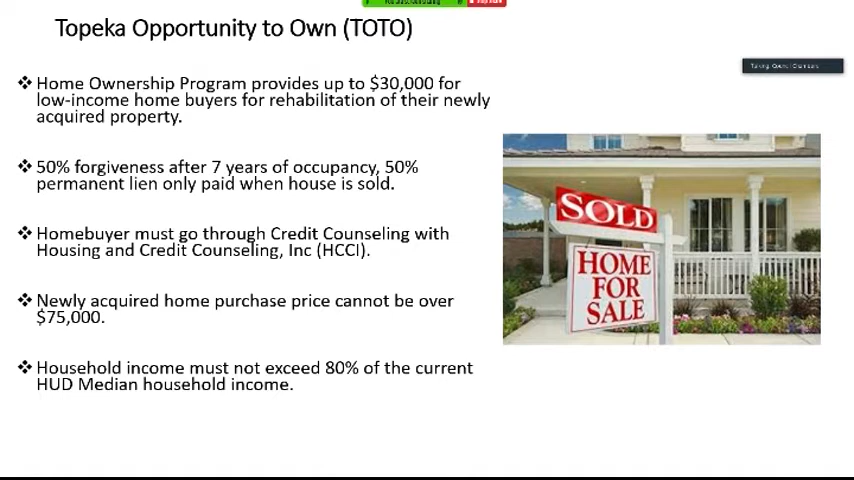 Topeka Opportunity to Own (TOTO)
❖ Home Ownership Program provides up to $30,000 for
low-income home buyers for rehabilitation of their newly
acquired property.
❖ 50% forgiveness after 7 years of occupancy, 50%
permanent lien only paid when house is sold.
❖ Homebuyer must go through Credit Counseling with
Housing and Credit Counseling, Inc (HCCI).
❖ Newly acquired home purchase price cannot be over
$75,000.
❖ Household income must not exceed 80% of the current
HUD Median household income.
Talking: Council Chambers
SOLD
HOME
FOR
SALE